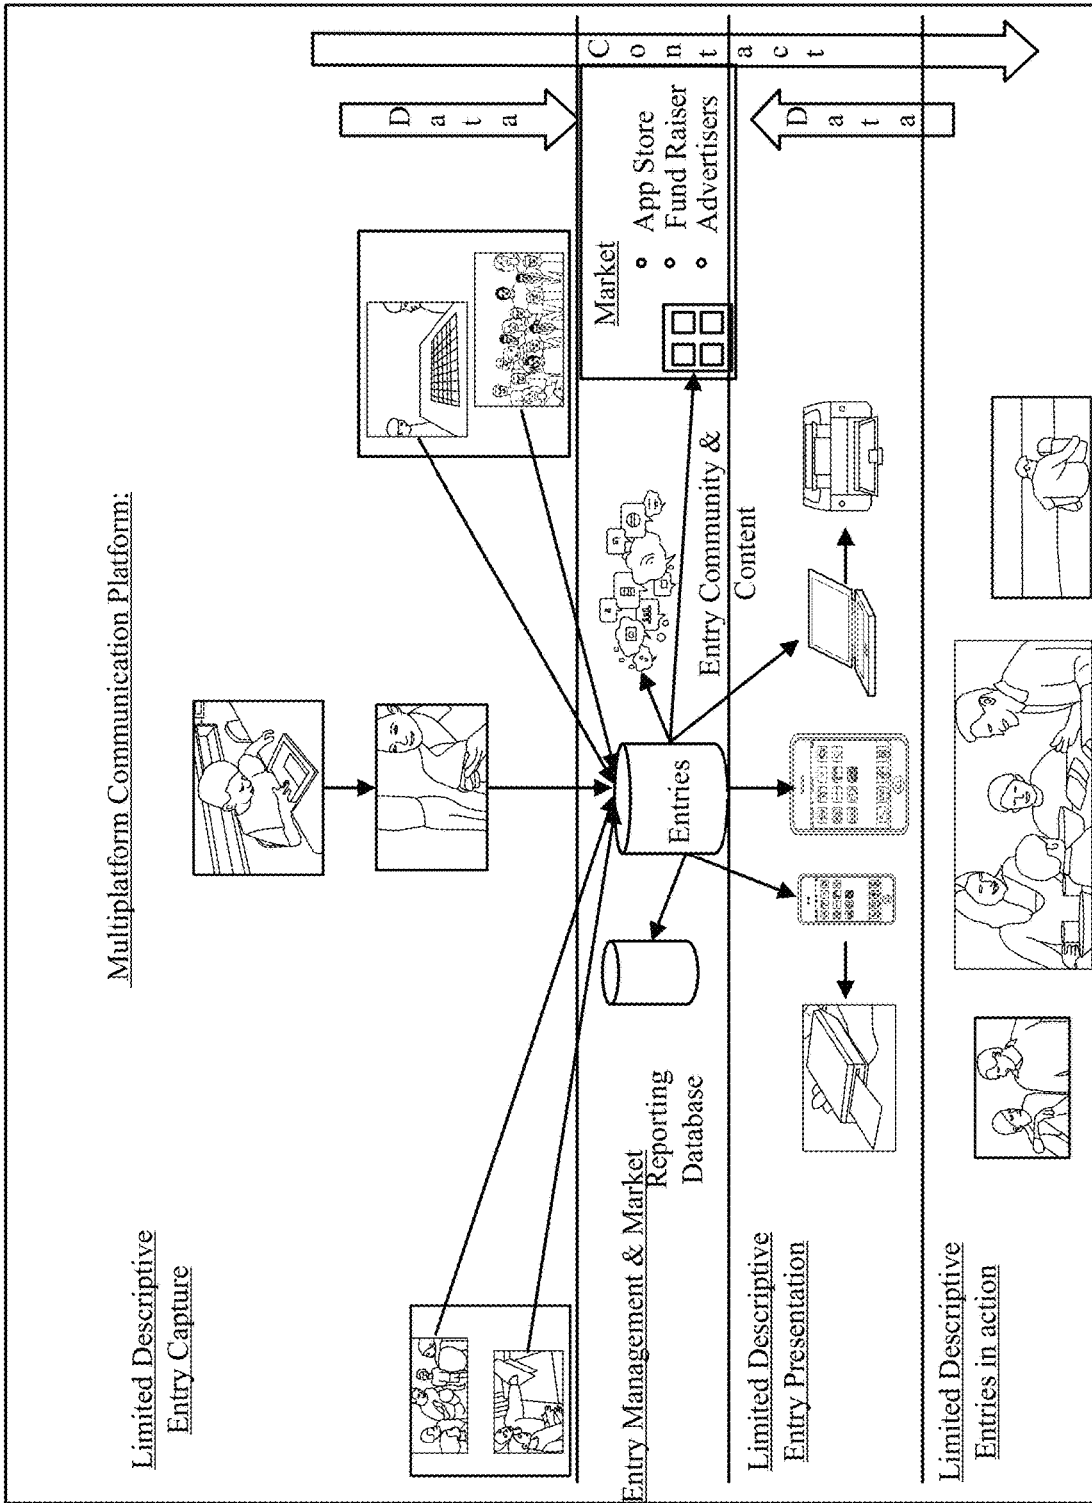 Multiplatform Communication Platform:
Limited Descriptive
Entry Capture
Data
Contact
Entry Management & Market
Reporting
Database
Entries
Entry Community &
Content
Market
App Store
Fund Raiser
Advertisers
Limited Descriptive
Entry Presentation
Data
Limited Descriptive
Entries in action